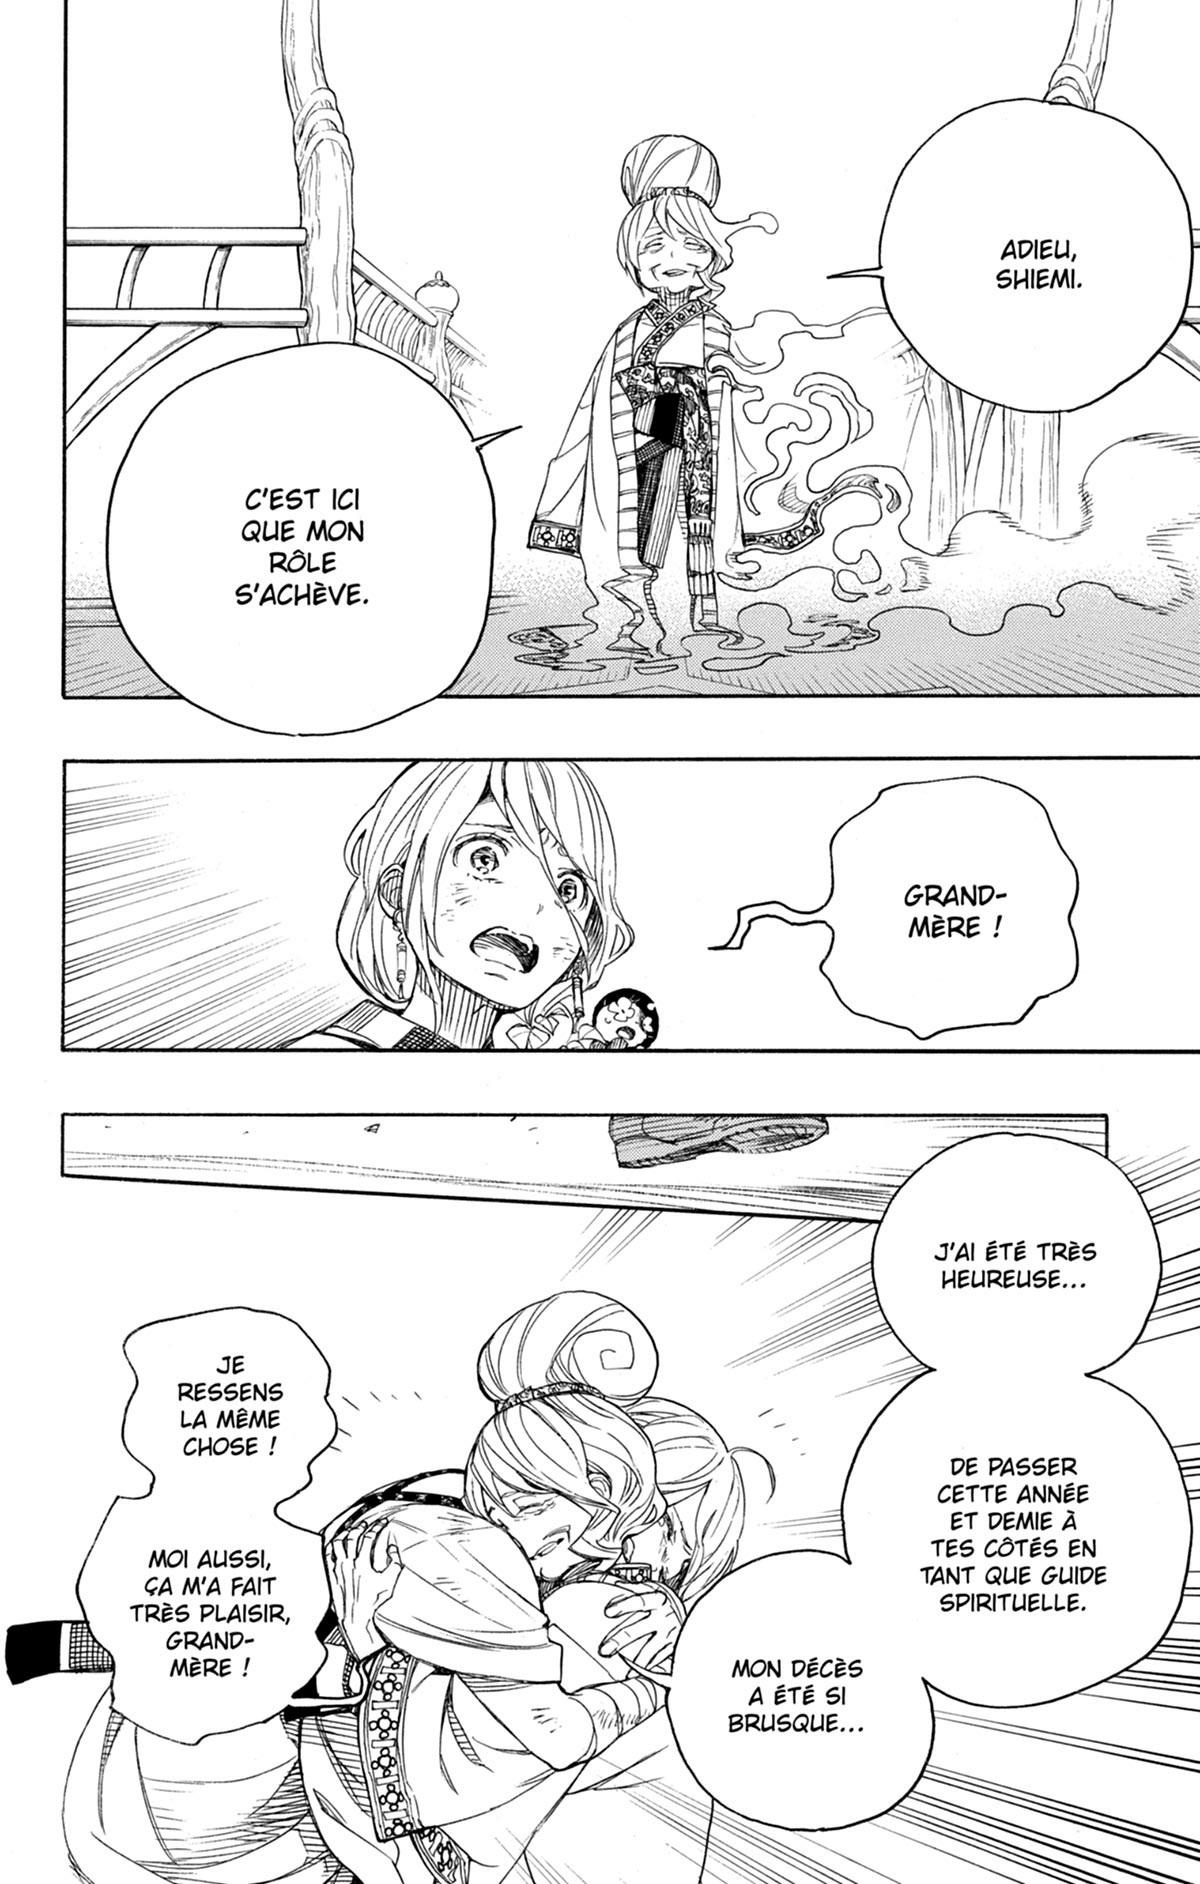 ADIEU,
SHIEMI.
C'EST ICI
QUE MON
RÔLE
S'ACHÈVE.
GRAND-
MÈRE !
J'AI ÉTÉ TRÈS
HEUREUSE...
DE PASSER
CETTE ANNÉE
ET DEMIE À
TES CÔTÉS EN
TANT QUE GUIDE
SPIRITUELLE.
MON DÉCÈS
A ÉTÉ SI
BRUSQUE...
JE
RESSENS
LA MÊME
CHOSE !
MOI AUSSI,
ÇA M'A FAIT
TRÈS PLAISIR,
GRAND-
MÈRE !